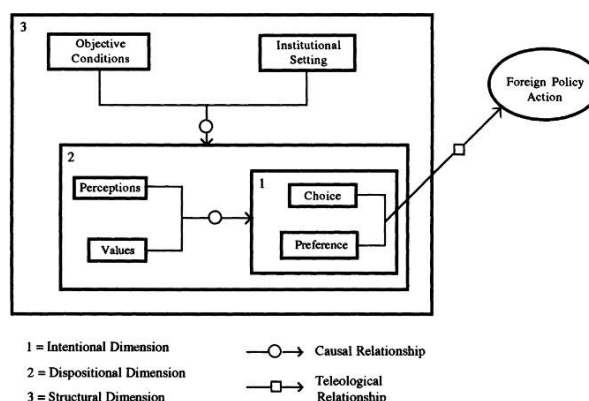 3
Objective
Conditions
Institutional
Setting
Foreign Policy
Action
2
Perceptions
Values
1
Choice
Preference
1 = Intentional Dimension
2 = Dispositional Dimension
3 = Structural Dimension
Causal Relationship
Teleological
Relationship